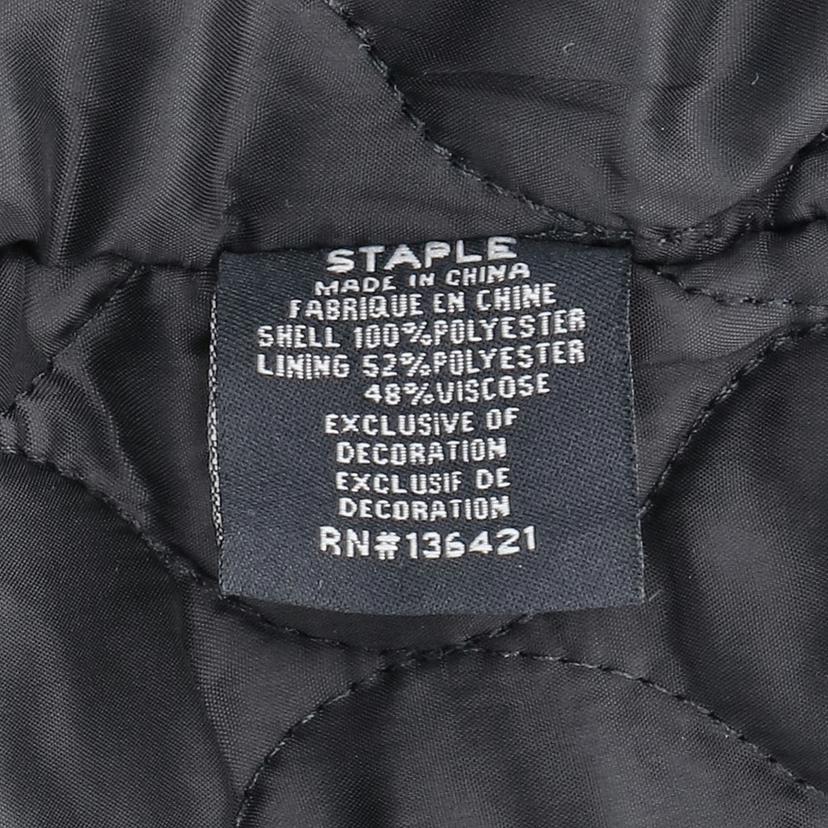 STAPLE
MADE IN CHINA
FABRIQUE EN CHINE
SHELL 100%POLYESTER
LINING 52%POLYESTER
48%VISCOSE
EXCLUSIVE OF
DECORATION
EXCLUSIF DE
DECORATION
RN#136421